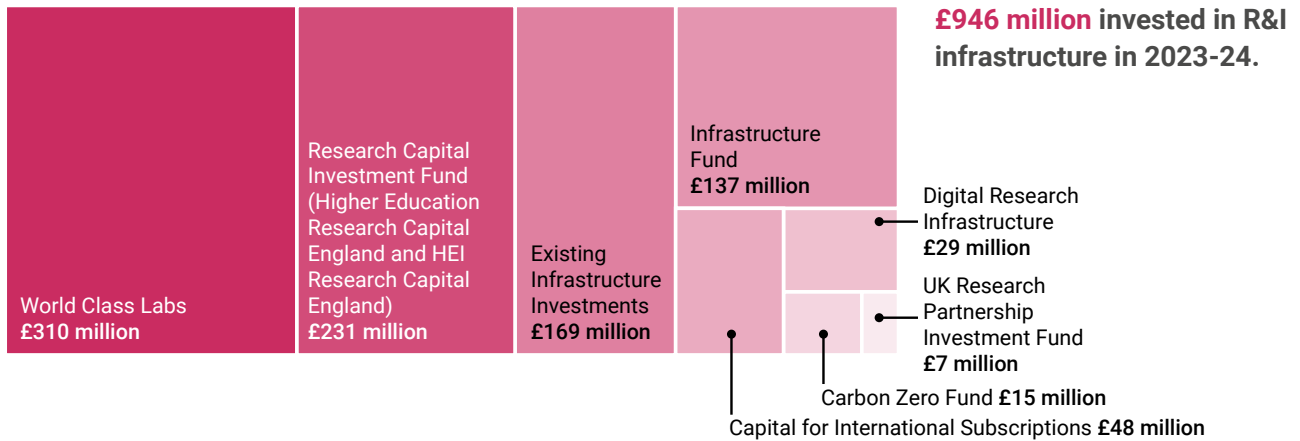 £946 million invested in R&I
infrastructure in 2023-24.
World Class Labs
£310 million
Research Capital
Investment Fund
(Higher Education
Research Capital
England and HEI
Research Capital
England)
£231 million
Existing
Infrastructure
Investments
£169 million
Infrastructure
Fund
£137 million
Digital Research
Infrastructure
£29 million
UK Research
Partnership
Investment Fund
£7 million
Carbon Zero Fund £15 million
Capital for International Subscriptions £48 million